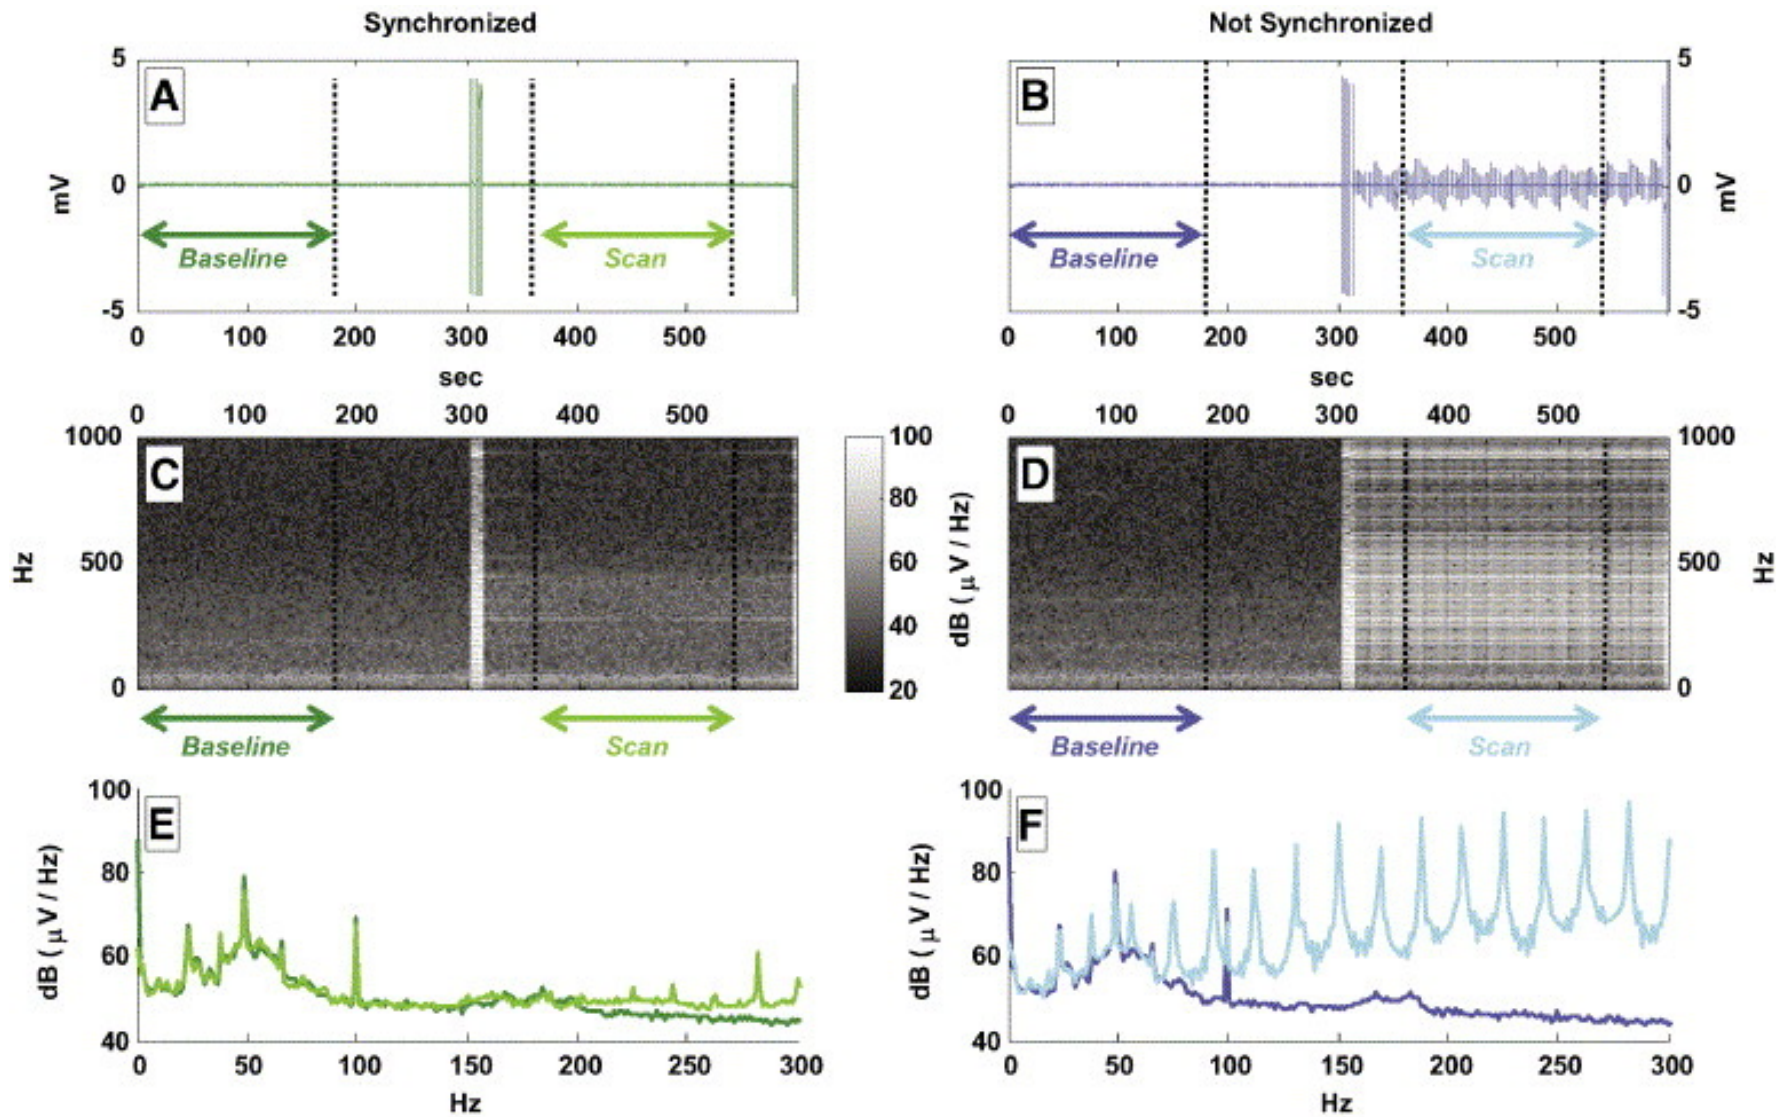 Synchronized
Not Synchronized
5
A
mV
0
Baseline
Scan
-5
0 100 200 300 400 500
sec
5
B
0
mV
Baseline
Scan
-5
0 100 200 300 400 500
sec
0 100 200 300 400 500
1000
C
Hz
500
0
Baseline
Scan
100
80
60
40
20
dB ( μV / Hz)
0 100 200 300 400 500
D
1000
500
Hz
0
Baseline
Scan
100
E
80
dB ( μV / Hz)
60
40
0 50 100 150 200 250 300
Hz
100
F
80
dB ( μV / Hz)
60
40
0 50 100 150 200 250 300
Hz